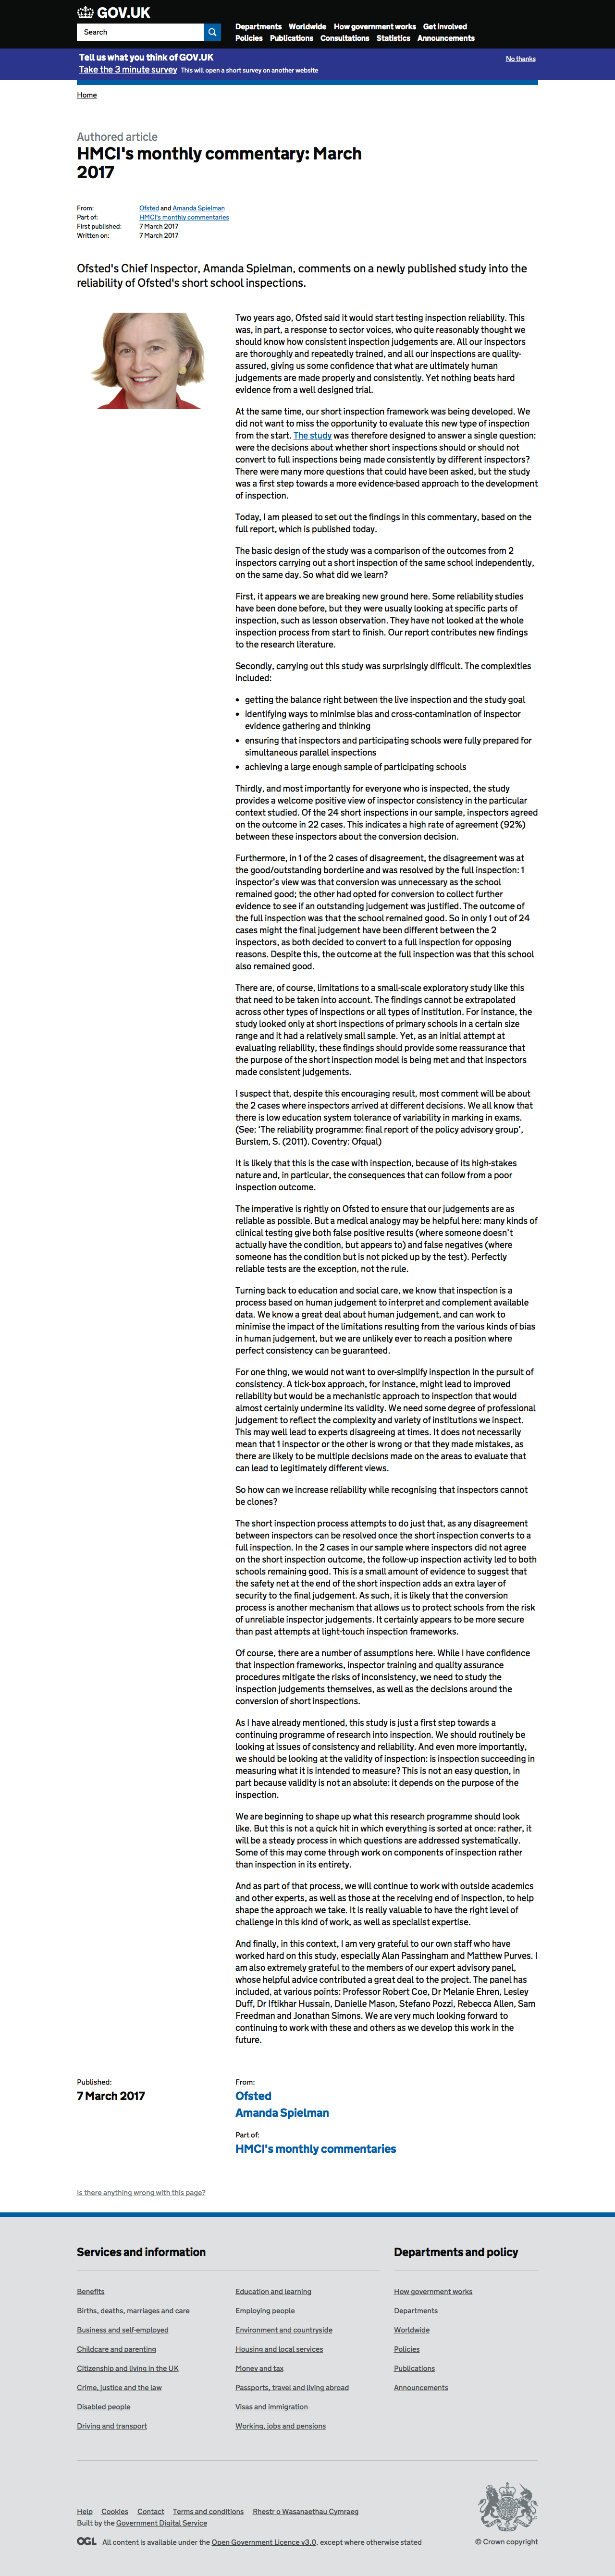 GOV.UK
Search
Departments Worldwide How government works Get involved
Policies Publications Consultations Statistics Announcements
Tell us what you think of GOV.UK
No thanks
Take the 3 minute survey This will open a short survey on another website
Home
Authored article
HMCI's monthly commentary: March
2017
From: Ofsted and Amanda Spielman
Part of: HMCI's monthly commentaries
First published: 7 March 2017
Written on: 7 March 2017
Ofsted's Chief Inspector, Amanda Spielman, comments on a newly published study into the
reliability of Ofsted's short school inspections.
Two years ago, Ofsted said it would start testing inspection reliability. This
was, in part, a response to sector voices, who quite reasonably thought we
should know how consistent inspection judgements are. All our inspectors
are thoroughly and repeatedly trained, and all our inspections are quality-
assured, giving us some confidence that what are ultimately human
judgements are made properly and consistently. Yet nothing beats hard
evidence from a well designed trial.
At the same time, our short inspection framework was being developed. We
did not want to miss the opportunity to evaluate this new type of inspection
from the start. The study was therefore designed to answer a single question:
were the decisions about whether short inspections should or should not
convert to full inspections being made consistently by different inspectors?
There were many more questions that could have been asked, but the study
was a first step towards a more evidence-based approach to the development
of inspection.
Today, I am pleased to set out the findings in this commentary, based on the
full report, which is published today.
The basic design of the study was a comparison of the outcomes from 2
inspectors carrying out a short inspection of the same school independently,
on the same day. So what did we learn?
First, it appears we are breaking new ground here. Some reliability studies
have been done before, but they were usually looking at specific parts of
inspection, such as lesson observation. They have not looked at the whole
inspection process from start to finish. Our report contributes new findings
to the research literature.
Secondly, carrying out this study was surprisingly difficult. The complexities
included:
• getting the balance right between the live inspection and the study goal
• identifying ways to minimise bias and cross-contamination of inspector
evidence gathering and thinking
• ensuring that inspectors and participating schools were fully prepared for
simultaneous parallel inspections
• achieving a large enough sample of participating schools
Thirdly, and most importantly for everyone who is inspected, the study
provides a welcome positive view of inspector consistency in the particular
context studied. Of the 24 short inspections in our sample, inspectors agreed
on the outcome in 22 cases. This indicates a high rate of agreement (92%)
between these inspectors about the conversion decision.
Furthermore, in 1 of the 2 cases of disagreement, the disagreement was at
the good/outstanding borderline and was resolved by the full inspection: 1
inspector's view was that conversion was unnecessary as the school
remained good; the other had opted for conversion to collect further
evidence to see if an outstanding judgement was justified. The outcome of
the full inspection was that the school remained good. So in only 1 out of 24
cases might the final judgement have been different between the 2
inspectors, as both decided to convert to a full inspection for opposing
reasons. Despite this, the outcome at the full inspection was that this school
also remained good.
There are, of course, limitations to a small-scale exploratory study like this
that need to be taken into account. The findings cannot be extrapolated
across other types of inspections or all types of institution. For instance, the
study looked only at short inspections of primary schools in a certain size
range and it had a relatively small sample. Yet, as an initial attempt at
evaluating reliability, these findings should provide some reassurance that
the purpose of the short inspection model is being met and that inspectors
made consistent judgements.
I suspect that, despite this encouraging result, most comment will be about
the 2 cases where inspectors arrived at different decisions. We all know that
there is low education system tolerance of variability in marking in exams.
(See: 'The reliability programme: final report of the policy advisory group',
Burslem, S. (2011). Coventry: Ofqual)
It is likely that this is the case with inspection, because of its high-stakes
nature and, in particular, the consequences that can follow from a poor
inspection outcome.
The imperative is rightly on Ofsted to ensure that our judgements are as
reliable as possible. But a medical analogy may be helpful here: many kinds of
clinical testing give both false positive results (where someone doesn't
actually have the condition, but appears to) and false negatives (where
someone has the condition but is not picked up by the test). Perfectly
reliable tests are the exception, not the rule.
Turning back to education and social care, we know that inspection is a
process based on human judgement to interpret and complement available
data. We know a great deal about human judgement, and can work to
minimise the impact of the limitations resulting from the various kinds of bias
in human judgement, but we are unlikely ever to reach a position where
perfect consistency can be guaranteed.
For one thing, we would not want to over-simplify inspection in the pursuit of
consistency. A tick-box approach, for instance, might lead to improved
reliability but would be a mechanistic approach to inspection that would
almost certainly undermine its validity. We need some degree of professional
judgement to reflect the complexity and variety of institutions we inspect.
This may well lead to experts disagreeing at times. It does not necessarily
mean that 1 inspector or the other is wrong or that they made mistakes, as
there are likely to be multiple decisions made on the areas to evaluate that
can lead to legitimately different views.
So how can we increase reliability while recognising that inspectors cannot
be clones?
The short inspection process attempts to do just that, as any disagreement
between inspectors can be resolved once the short inspection converts to a
full inspection. In the 2 cases in our sample where inspectors did not agree
on the short inspection outcome, the follow-up inspection activity led to both
schools remaining good. This is a small amount of evidence to suggest that
the safety net at the end of the short inspection adds an extra layer of
security to the final judgement. As such, it is likely that the conversion
process is another mechanism that allows us to protect schools from the risk
of unreliable inspector judgements. It certainly appears to be more secure
than past attempts at light-touch inspection frameworks.
Of course, there are a number of assumptions here. While I have confidence
that inspection frameworks, inspector training and quality assurance
procedures mitigate the risks of inconsistency, we need to study the
inspection judgements themselves, as well as the decisions around the
conversion of short inspections.
As I have already mentioned, this study is just a first step towards a
continuing programme of research into inspection. We should routinely be
looking at issues of consistency and reliability. And even more importantly,
we should be looking at the validity of inspection: is inspection succeeding in
measuring what it is intended to measure? This is not an easy question, in
part because validity is not an absolute: it depends on the purpose of the
inspection.
We are beginning to shape up what this research programme should look
like. But this is not a quick hit in which everything is sorted at once: rather, it
will be a steady process in which questions are addressed systematically.
Some of this may come through work on components of inspection rather
than inspection in its entirety.
And as part of that process, we will continue to work with outside academics
and other experts, as well as those at the receiving end of inspection, to help
shape the approach we take. It is really valuable to have the right level of
challenge in this kind of work, as well as specialist expertise.
And finally, in this context, I am very grateful to our own staff who have
worked hard on this study, especially Alan Passingham and Matthew Purves. I
am also extremely grateful to the members of our expert advisory panel,
whose helpful advice contributed a great deal to the project. The panel has
included, at various points: Professor Robert Coe, Dr Melanie Ehren, Lesley
Duff, Dr Iftikhar Hussain, Danielle Mason, Stefano Pozzi, Rebecca Allen, Sam
Freedman and Jonathan Simons. We are very much looking forward to
continuing to work with these and others as we develop this work in the
future.
Published:
7 March 2017
From:
Ofsted
Amanda Spielman
Part of:
HMCI's monthly commentaries
Is there anything wrong with this page?
Services and information
Departments and policy
Benefits
Births, deaths, marriages and care
Business and self-employed
Childcare and parenting
Citizenship and living in the UK
Crime, justice and the law
Disabled people
Driving and transport
Education and learning
Employing people
Environment and countryside
Housing and local services
Money and tax
Passports, travel and living abroad
Visas and immigration
Working, jobs and pensions
How government works
Departments
Worldwide
Policies
Publications
Announcements
Help Cookies Contact Terms and conditions Rhestr o Wasanaethau Cymraeg
Built by the Government Digital Service
OGL All content is available under the Open Government Licence v3.0, except where otherwise stated
© Crown copyright